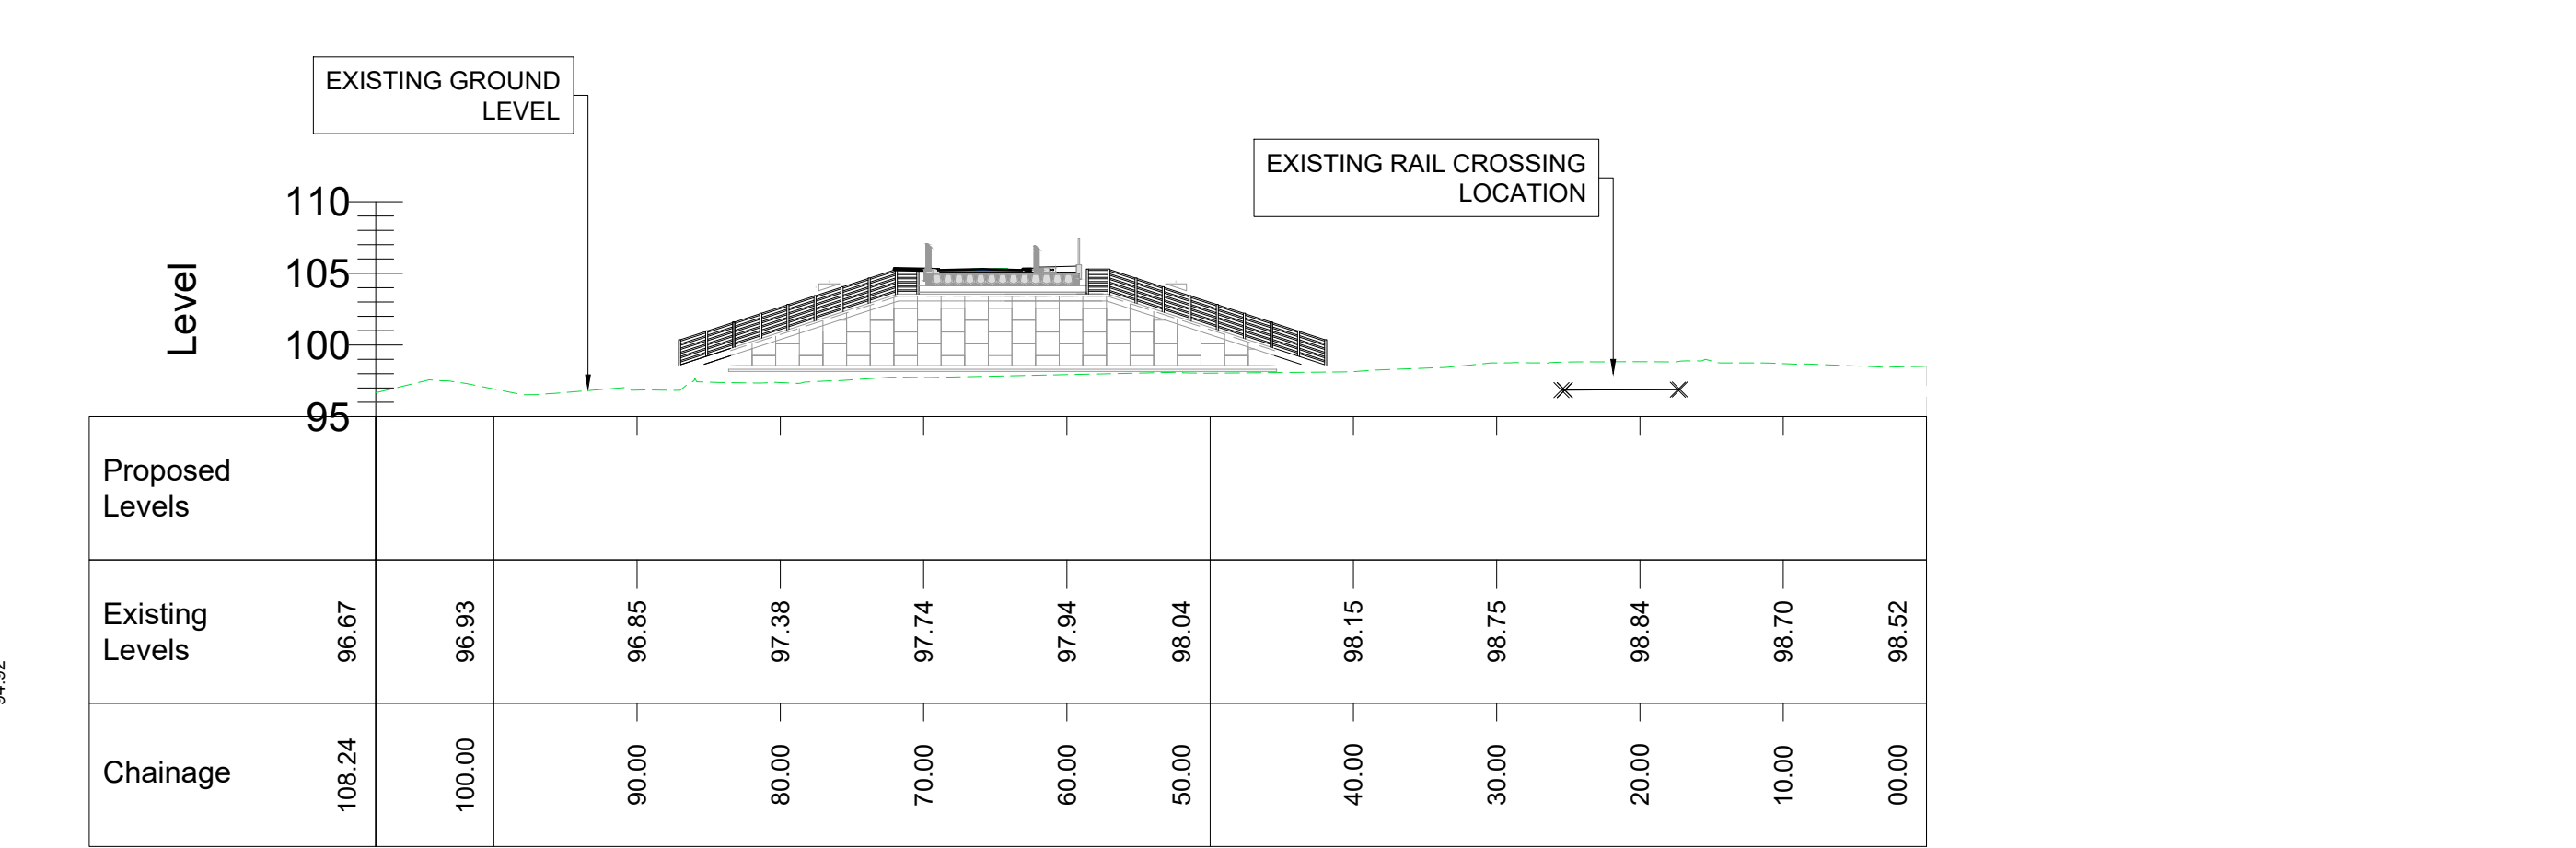 EXISTING GROUND
LEVEL
EXISTING RAIL CROSSING
LOCATION
Level
110
105
100
95
Proposed
Levels
Existing
Levels
96.67 96.93 96.85 97.38 97.74 97.94 98.04 98.15 98.75 98.84 98.70 98.52
Chainage
108.24 100.00 90.00 80.00 70.00 60.00 50.00 40.00 30.00 20.00 10.00 00.00